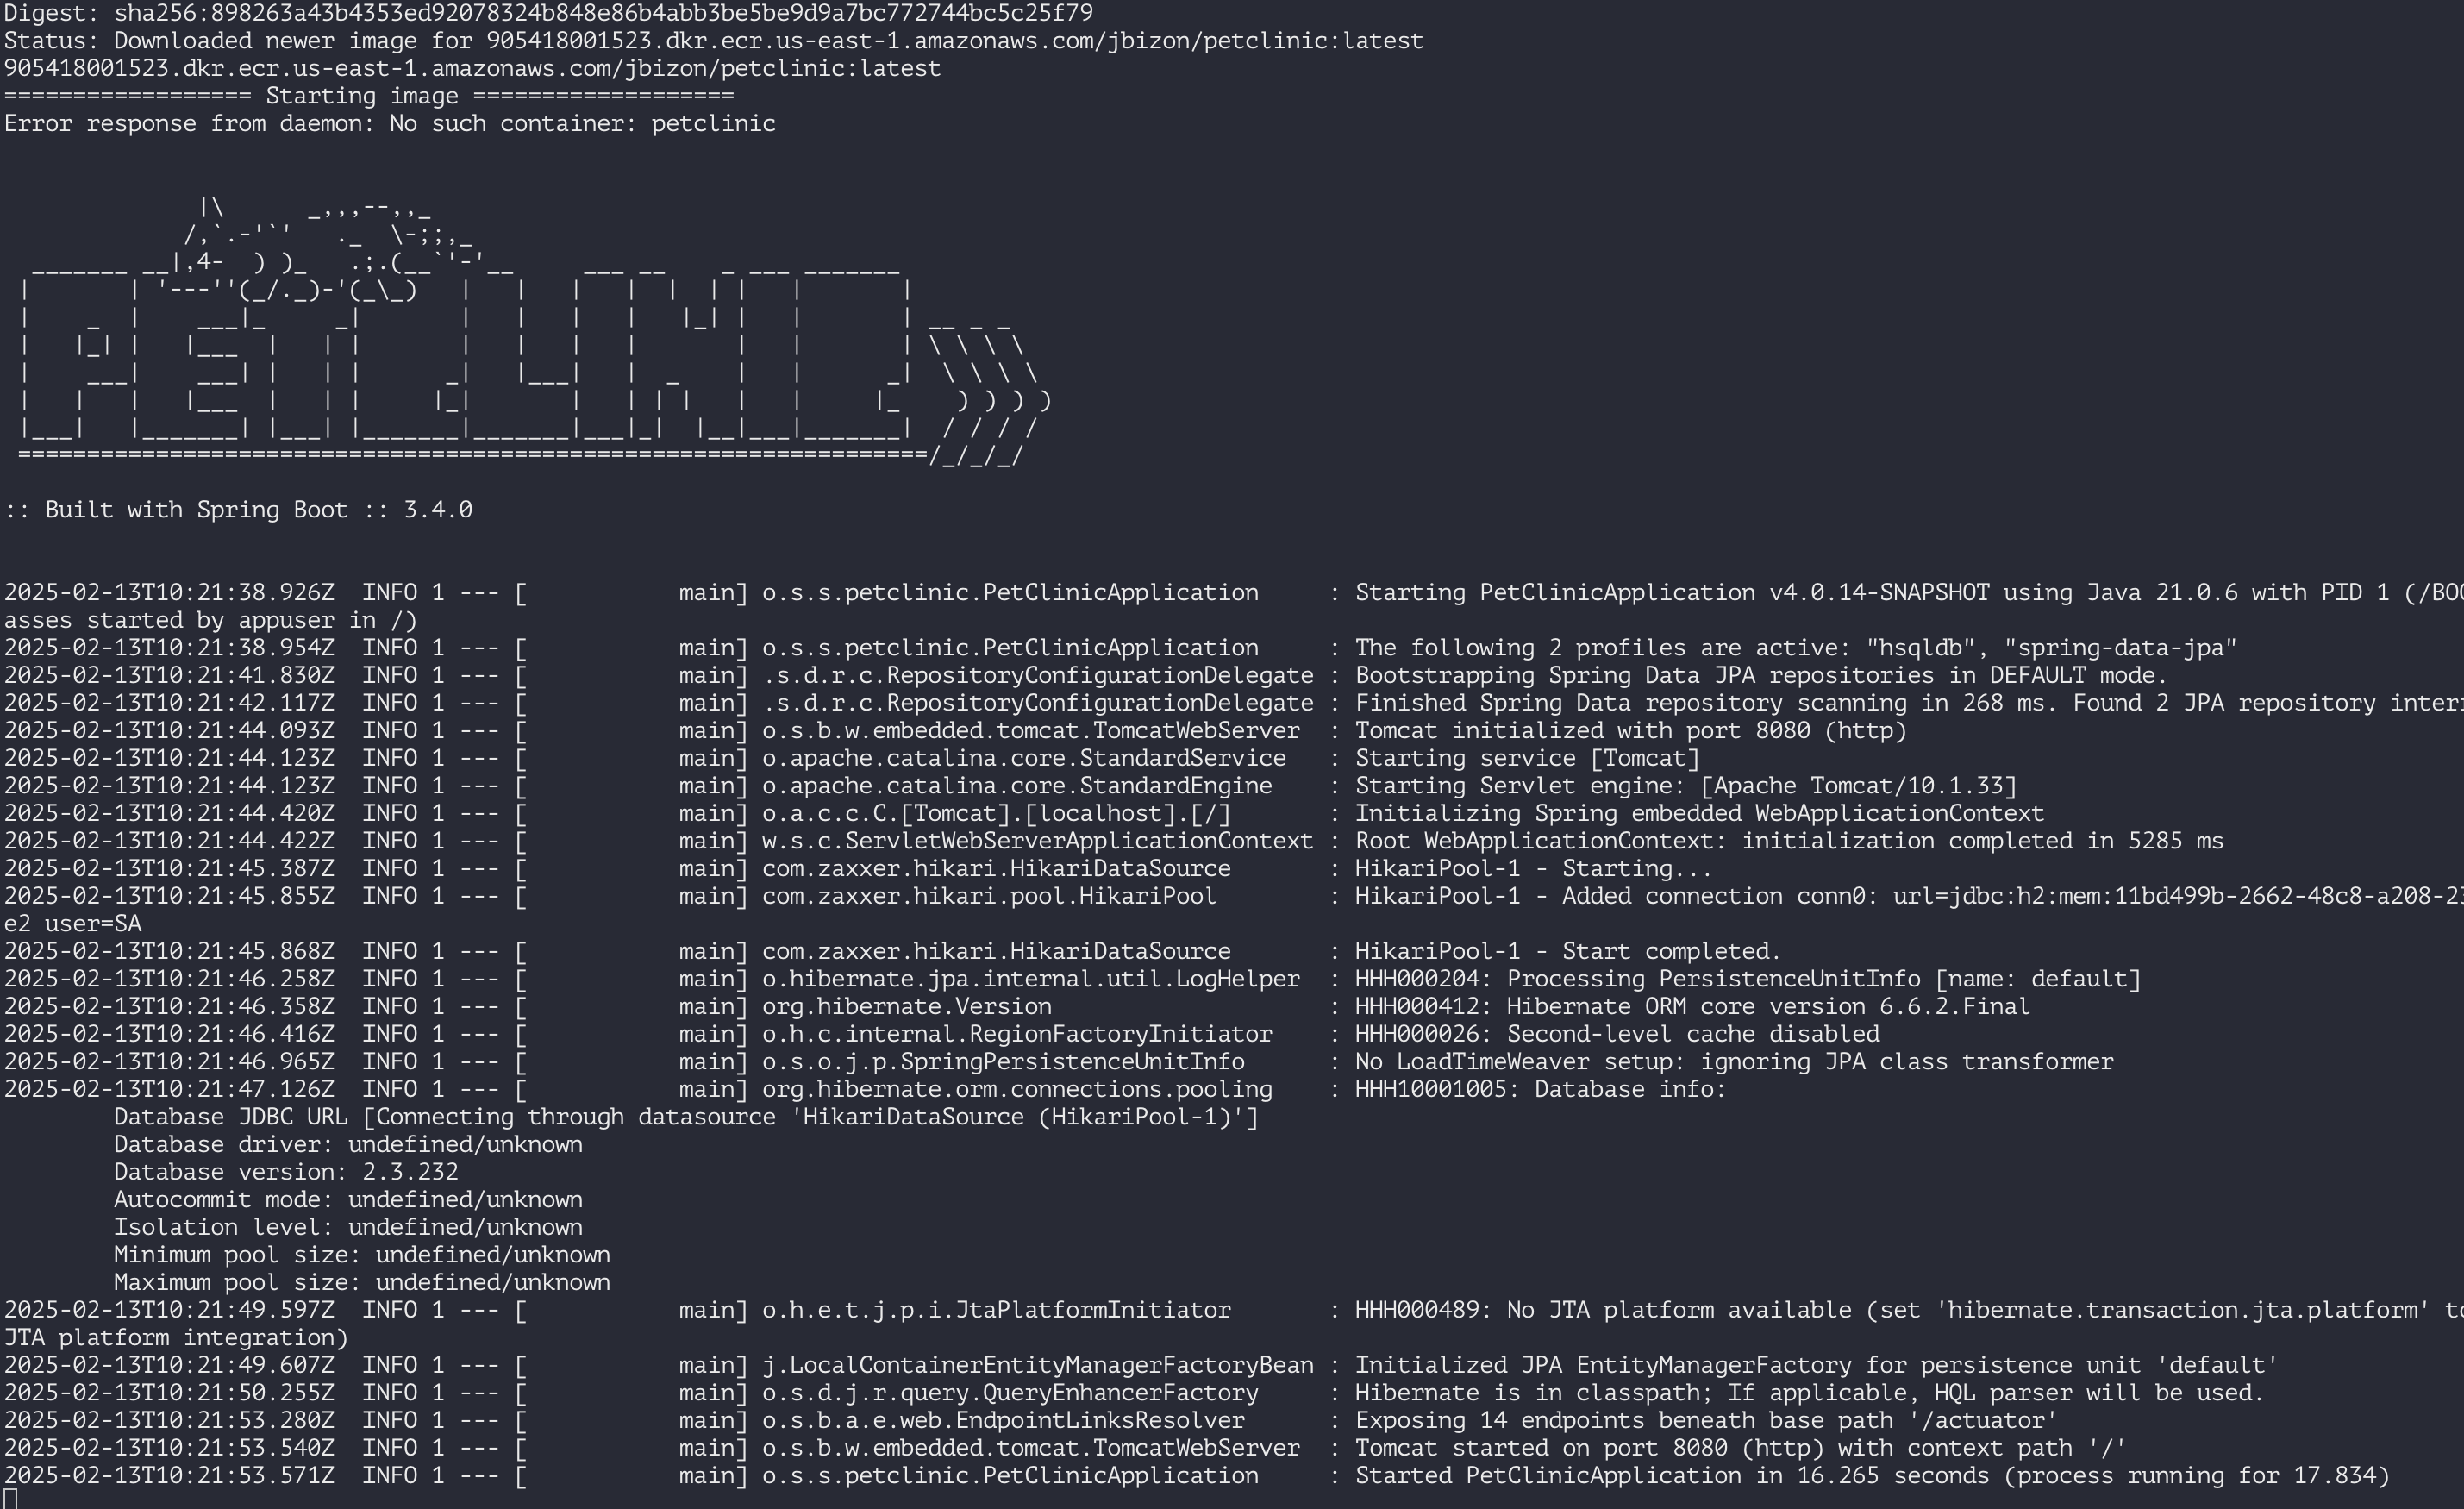 Digest: sha256:898263a43b4353ed92078324b848e86b4abb3be5be9d9a7bc772744bc5c25f79
Status: Downloaded newer image for 905418001523.dkr.ecr.us-east-1.amazonaws.com/jbizon/petclinic:latest
905418001523.dkr.ecr.us-east-1.amazonaws.com/jbizon/petclinic:latest
================== Starting image ===================
Error response from daemon: No such container: petclinic
PETCLINIC
:: Built with Spring Boot :: 3.4.0
2025-02-13T10:21:38.926Z  INFO 1 --- [           main] o.s.s.petclinic.PetClinicApplication     : Starting PetClinicApplication v4.0.14-SNAPSHOT using Java 21.0.6 with PID 1 (/BOO
asses started by appuser in /)
2025-02-13T10:21:38.954Z  INFO 1 --- [           main] o.s.s.petclinic.PetClinicApplication     : The following 2 profiles are active: "hsqldb", "spring-data-jpa"
2025-02-13T10:21:41.830Z  INFO 1 --- [           main] .s.d.r.c.RepositoryConfigurationDelegate : Bootstrapping Spring Data JPA repositories in DEFAULT mode.
2025-02-13T10:21:42.117Z  INFO 1 --- [           main] .s.d.r.c.RepositoryConfigurationDelegate : Finished Spring Data repository scanning in 268 ms. Found 2 JPA repository
2025-02-13T10:21:44.093Z  INFO 1 --- [           main] o.s.b.w.embedded.tomcat.TomcatWebServer  : Tomcat initialized with port 8080 (http)
2025-02-13T10:21:44.123Z  INFO 1 --- [           main] o.apache.catalina.core.StandardService   : Starting service [Tomcat]
2025-02-13T10:21:44.123Z  INFO 1 --- [           main] o.apache.catalina.core.StandardEngine    : Starting Servlet engine: [Apache Tomcat/10.1.33]
2025-02-13T10:21:44.420Z  INFO 1 --- [           main] o.a.c.c.C.[Tomcat].[localhost].[/]       : Initializing Spring embedded WebApplicationContext
2025-02-13T10:21:44.422Z  INFO 1 --- [           main] w.s.c.ServletWebServerApplicationContext : Root WebApplicationContext: initialization completed in 5285 ms
2025-02-13T10:21:45.387Z  INFO 1 --- [           main] com.zaxxer.hikari.HikariDataSource       : HikariPool-1 - Starting...
2025-02-13T10:21:45.855Z  INFO 1 --- [           main] com.zaxxer.hikari.pool.HikariPool        : HikariPool-1 - Added connection conn0: url=jdbc:h2:mem:11bd499b-2662-48c8-a208-23
e2 user=SA
2025-02-13T10:21:45.868Z  INFO 1 --- [           main] com.zaxxer.hikari.HikariDataSource       : HikariPool-1 - Start completed.
2025-02-13T10:21:46.258Z  INFO 1 --- [           main] o.hibernate.jpa.internal.util.LogHelper  : HHH000204: Processing PersistenceUnitInfo [name: default]
2025-02-13T10:21:46.358Z  INFO 1 --- [           main] org.hibernate.Version                    : HHH000412: Hibernate ORM core version 6.6.2.Final
2025-02-13T10:21:46.416Z  INFO 1 --- [           main] o.h.c.internal.RegionFactoryInitiator    : HHH000026: Second-level cache disabled
2025-02-13T10:21:46.965Z  INFO 1 --- [           main] o.s.o.j.p.SpringPersistenceUnitInfo      : No LoadTimeWeaver setup: ignoring JPA class transformer
2025-02-13T10:21:47.126Z  INFO 1 --- [           main] org.hibernate.orm.connections.pooling    : HHH10001005: Database info:
        Database JDBC URL [Connecting through datasource 'HikariDataSource (HikariPool-1)']
        Database driver: undefined/unknown
        Database version: 2.3.232
        Autocommit mode: undefined/unknown
        Isolation level: undefined/unknown
        Minimum pool size: undefined/unknown
        Maximum pool size: undefined/unknown
2025-02-13T10:21:49.597Z  INFO 1 --- [           main] o.h.e.t.j.p.i.JtaPlatformInitiator       : HHH000489: No JTA platform available (set 'hibernate.transaction.jta.platform' to
JTA platform integration)
2025-02-13T10:21:49.607Z  INFO 1 --- [           main] j.LocalContainerEntityManagerFactoryBean : Initialized JPA EntityManagerFactory for persistence unit 'default'
2025-02-13T10:21:50.255Z  INFO 1 --- [           main] o.s.d.j.r.query.QueryEnhancerFactory     : Hibernate is in classpath; If applicable, HQL parser will be used.
2025-02-13T10:21:53.280Z  INFO 1 --- [           main] o.s.b.a.e.web.EndpointLinksResolver      : Exposing 14 endpoints beneath base path '/actuator'
2025-02-13T10:21:53.540Z  INFO 1 --- [           main] o.s.b.w.embedded.tomcat.TomcatWebServer  : Tomcat started on port 8080 (http) with context path '/'
2025-02-13T10:21:53.571Z  INFO 1 --- [           main] o.s.s.petclinic.PetClinicApplication     : Started PetClinicApplication in 16.265 seconds (process running for 17.834)